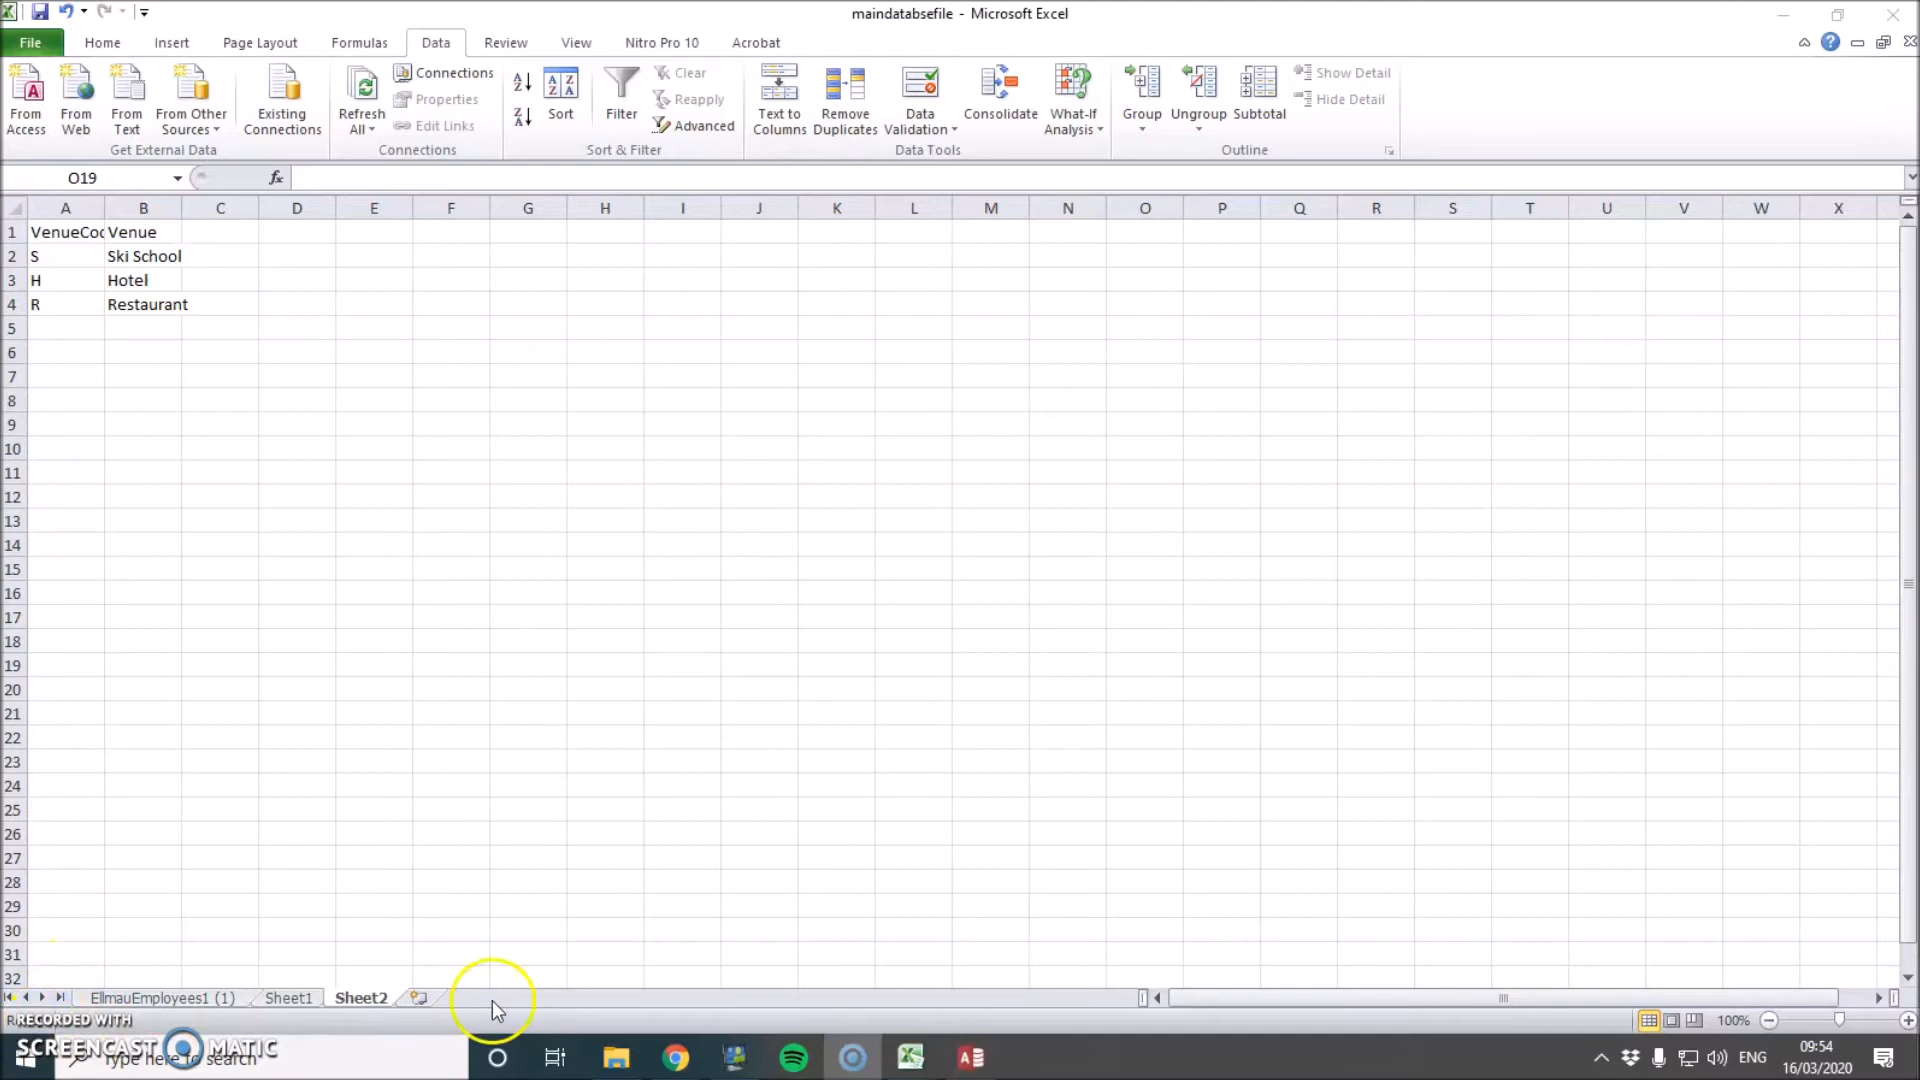 maindatabsefile - Microsoft Excel
File Home Insert Page Layout Formulas Data Review View Nitro Pro 10 Acrobat
From Access
From Web
From Text
From Other Sources
Existing Connections
Get External Data
Refresh All
Connections
Properties
Edit Links
Connections
Sort
Filter
Clear
Reapply
Advanced
Sort & Filter
Text to Columns
Remove Duplicates
Data Validation
Consolidate
What-If Analysis
Data Tools
Group
Ungroup
Subtotal
Show Detail
Hide Detail
Outline
O19 fx
A B C D E F G H I J K L M N O P Q R S T U V W X
1 VenueCod Venue
2 S Ski School
3 H Hotel
4 R Restaurant
5
6
7
8
9
10
11
12
13
14
15
16
17
18
19
20
21
22
23
24
25
26
27
28
29
30
31
32
EllmauEmployees1 (1) Sheet1 Sheet2
RECORDED WITH
100%
SCREENCAST MATIC
Type here to search
ENG
09:54
16/03/2020